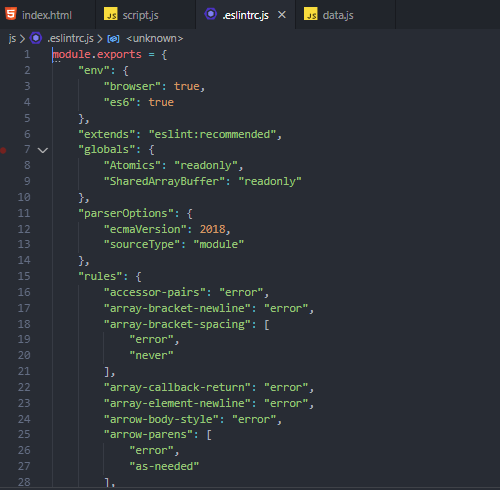 index.html JS script.js .eslintrc.js JS data.js
js > .eslintrc.js > <unknown>
1 module.exports = {
2 "env": {
3 "browser": true,
4 "es6": true
5 },
6 "extends": "eslint:recommended",
7 "globals": {
8 "Atomics": "readonly",
9 "SharedArrayBuffer": "readonly"
10 },
11 "parserOptions": {
12 "ecmaVersion": 2018,
13 "sourceType": "module"
14 },
15 "rules": {
16 "accessor-pairs": "error",
17 "array-bracket-newline": "error",
18 "array-bracket-spacing": [
19 "error",
20 "never"
21 ],
22 "array-callback-return": "error",
23 "array-element-newline": "error",
24 "arrow-body-style": "error",
25 "arrow-parens": [
26 "error",
27 "as-needed"
28 ],